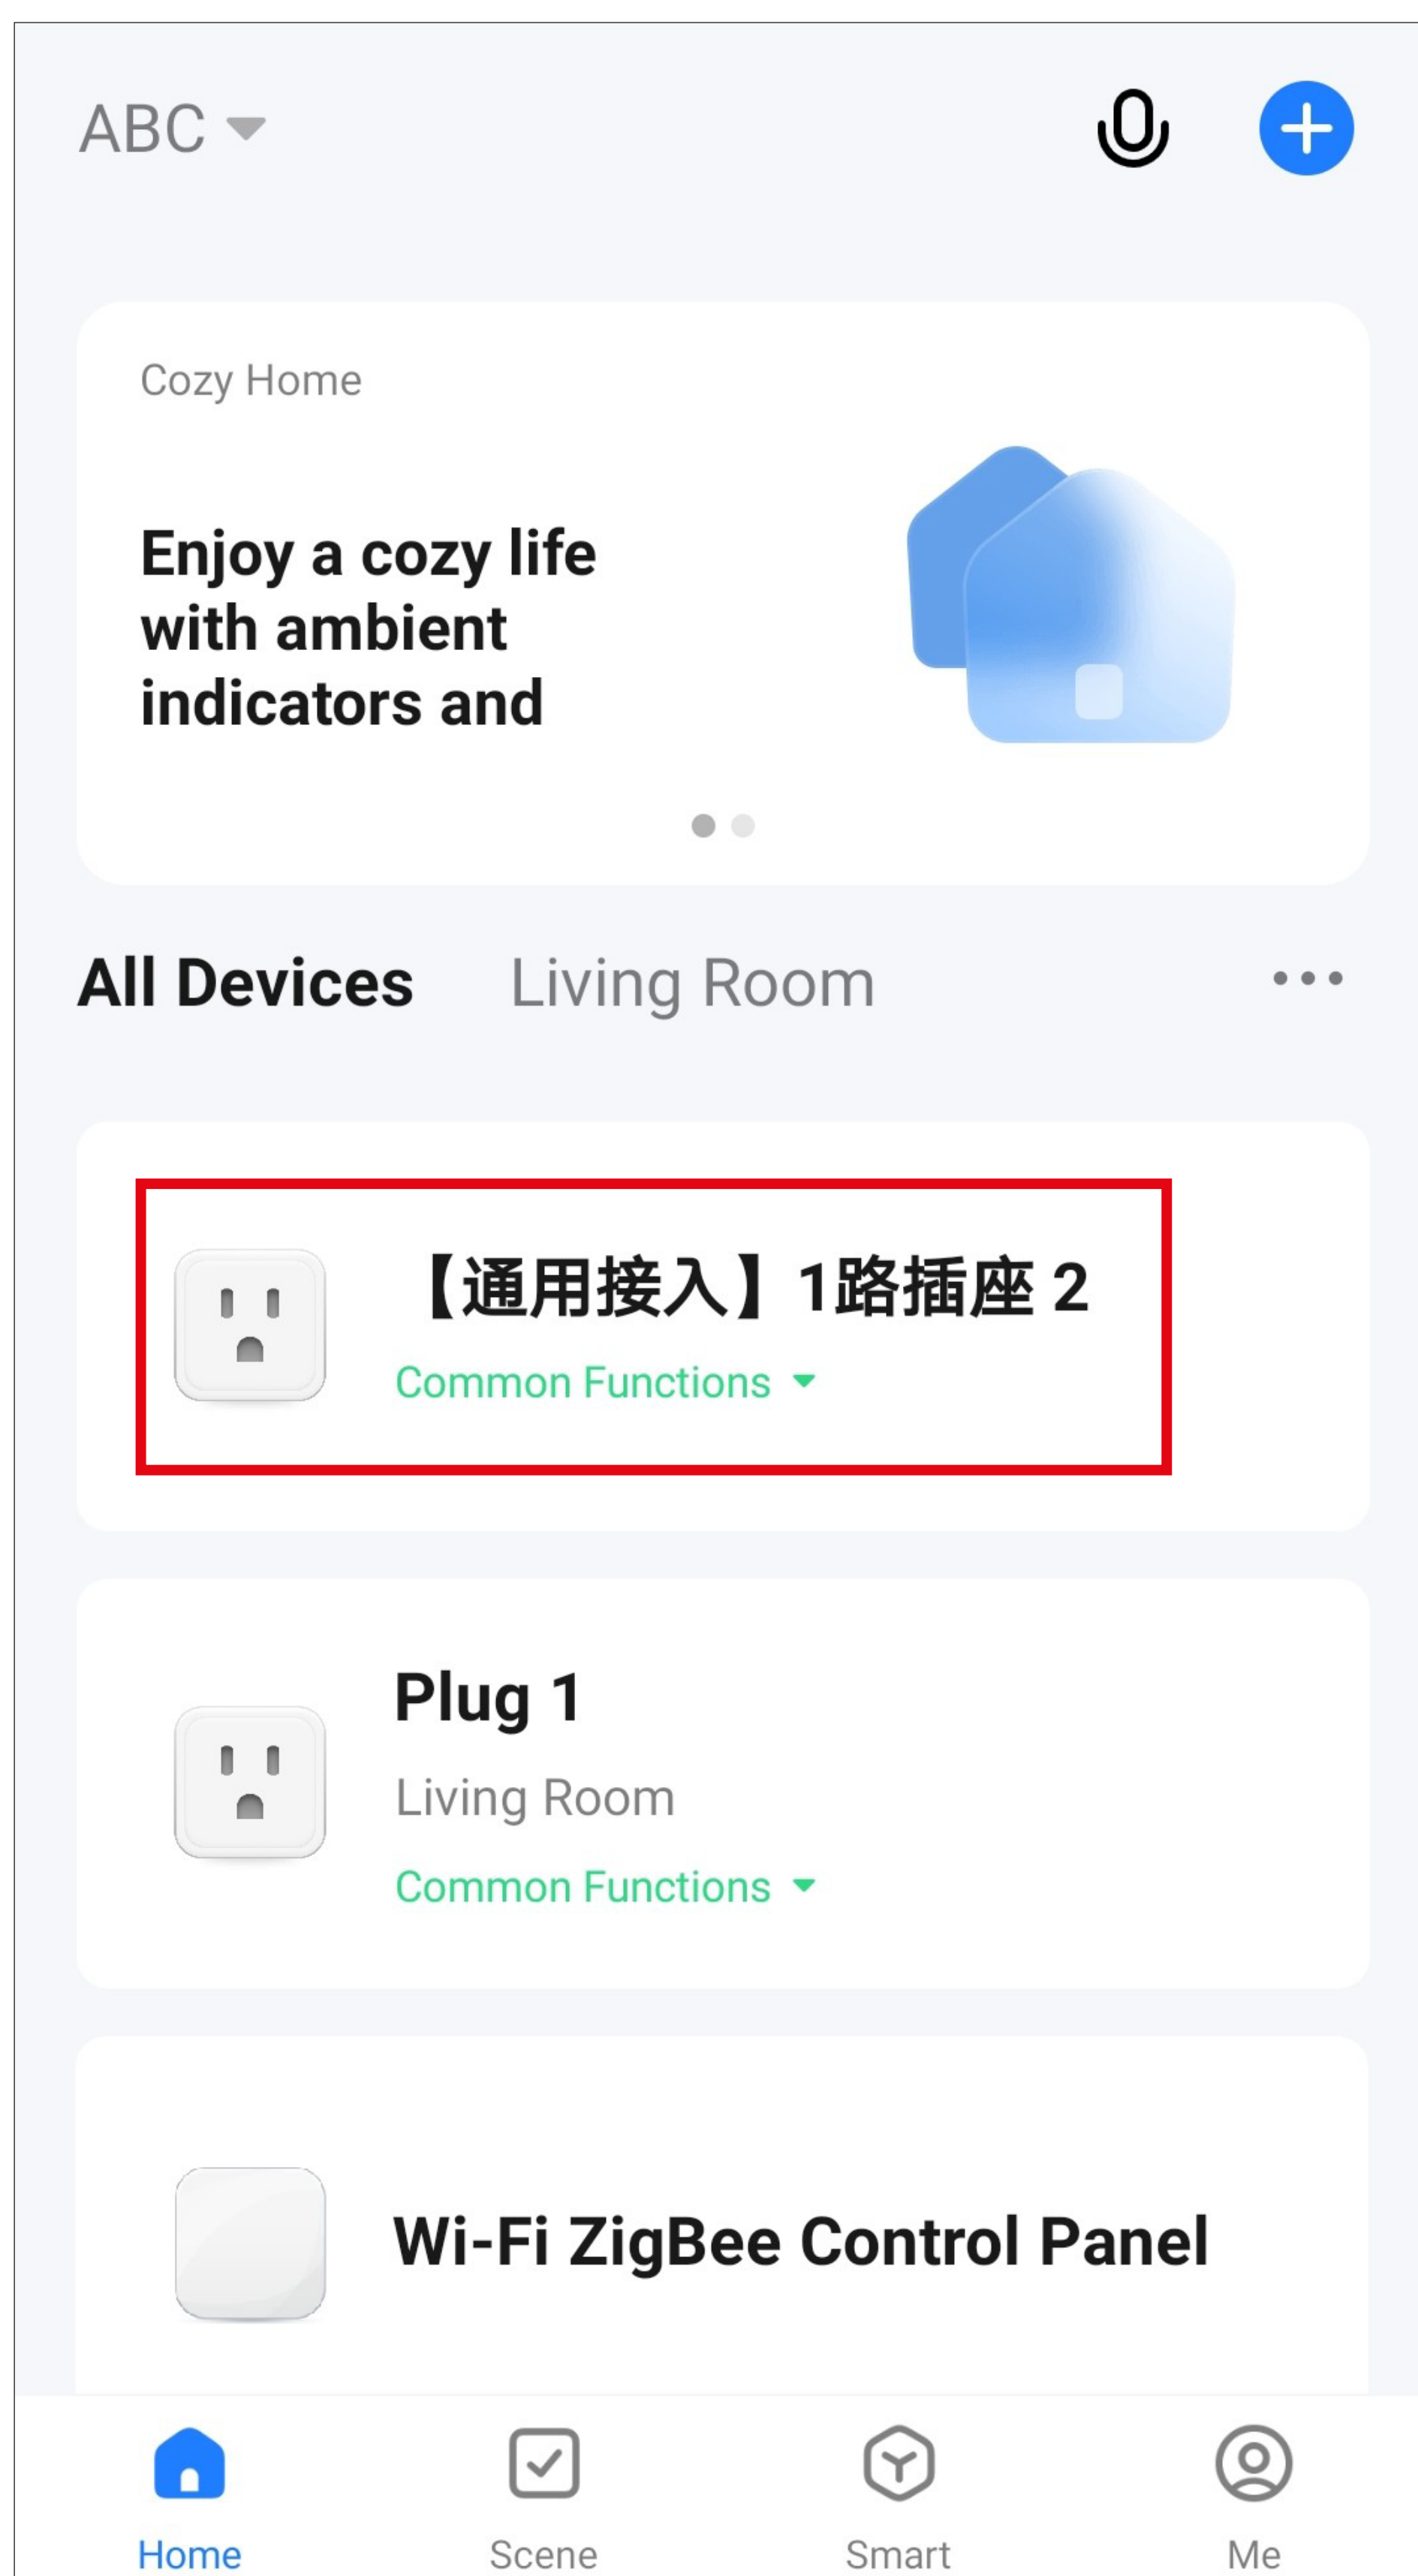 ABC
Cozy Home
Enjoy a cozy life
with ambient
indicators and
All Devices Living Room
【通用接入】1路插座 2
Common Functions
Plug 1
Living Room
Common Functions
Wi-Fi ZigBee Control Panel
Home Scene Smart Me